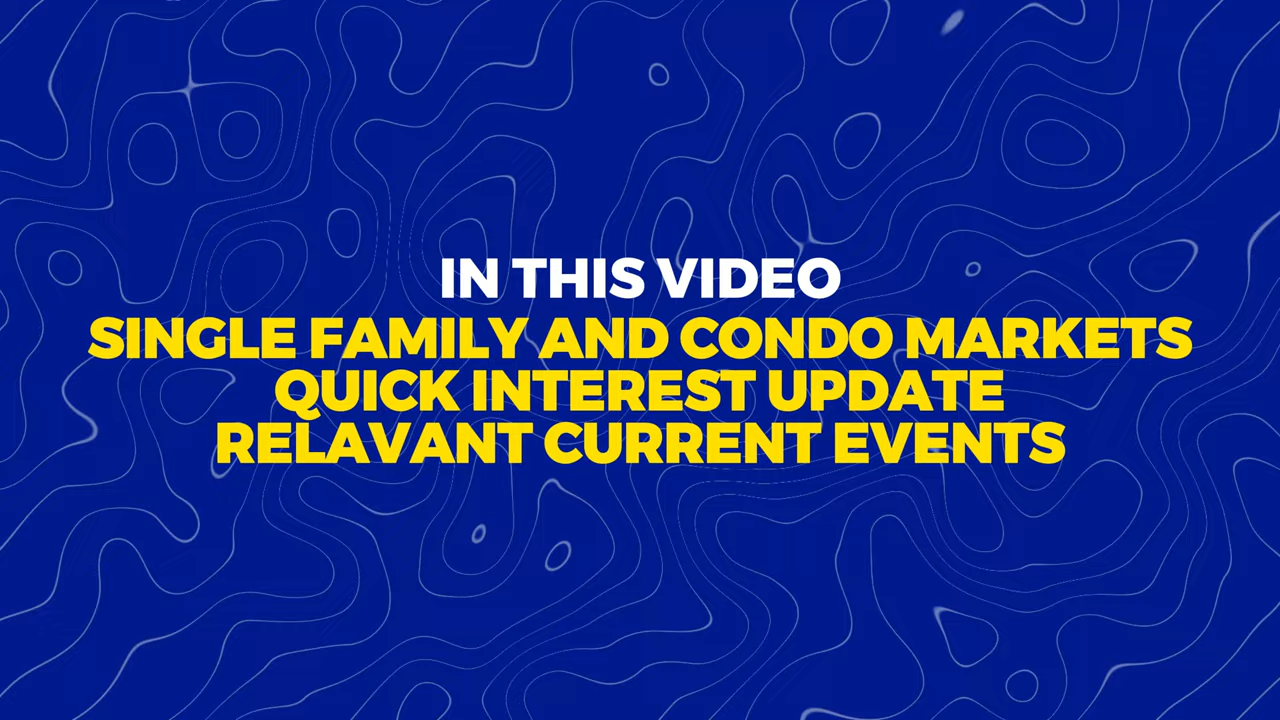 IN THIS VIDEO
SINGLE FAMILY AND CONDO MARKETS
QUICK INTEREST UPDATE
RELAVANT CURRENT EVENTS